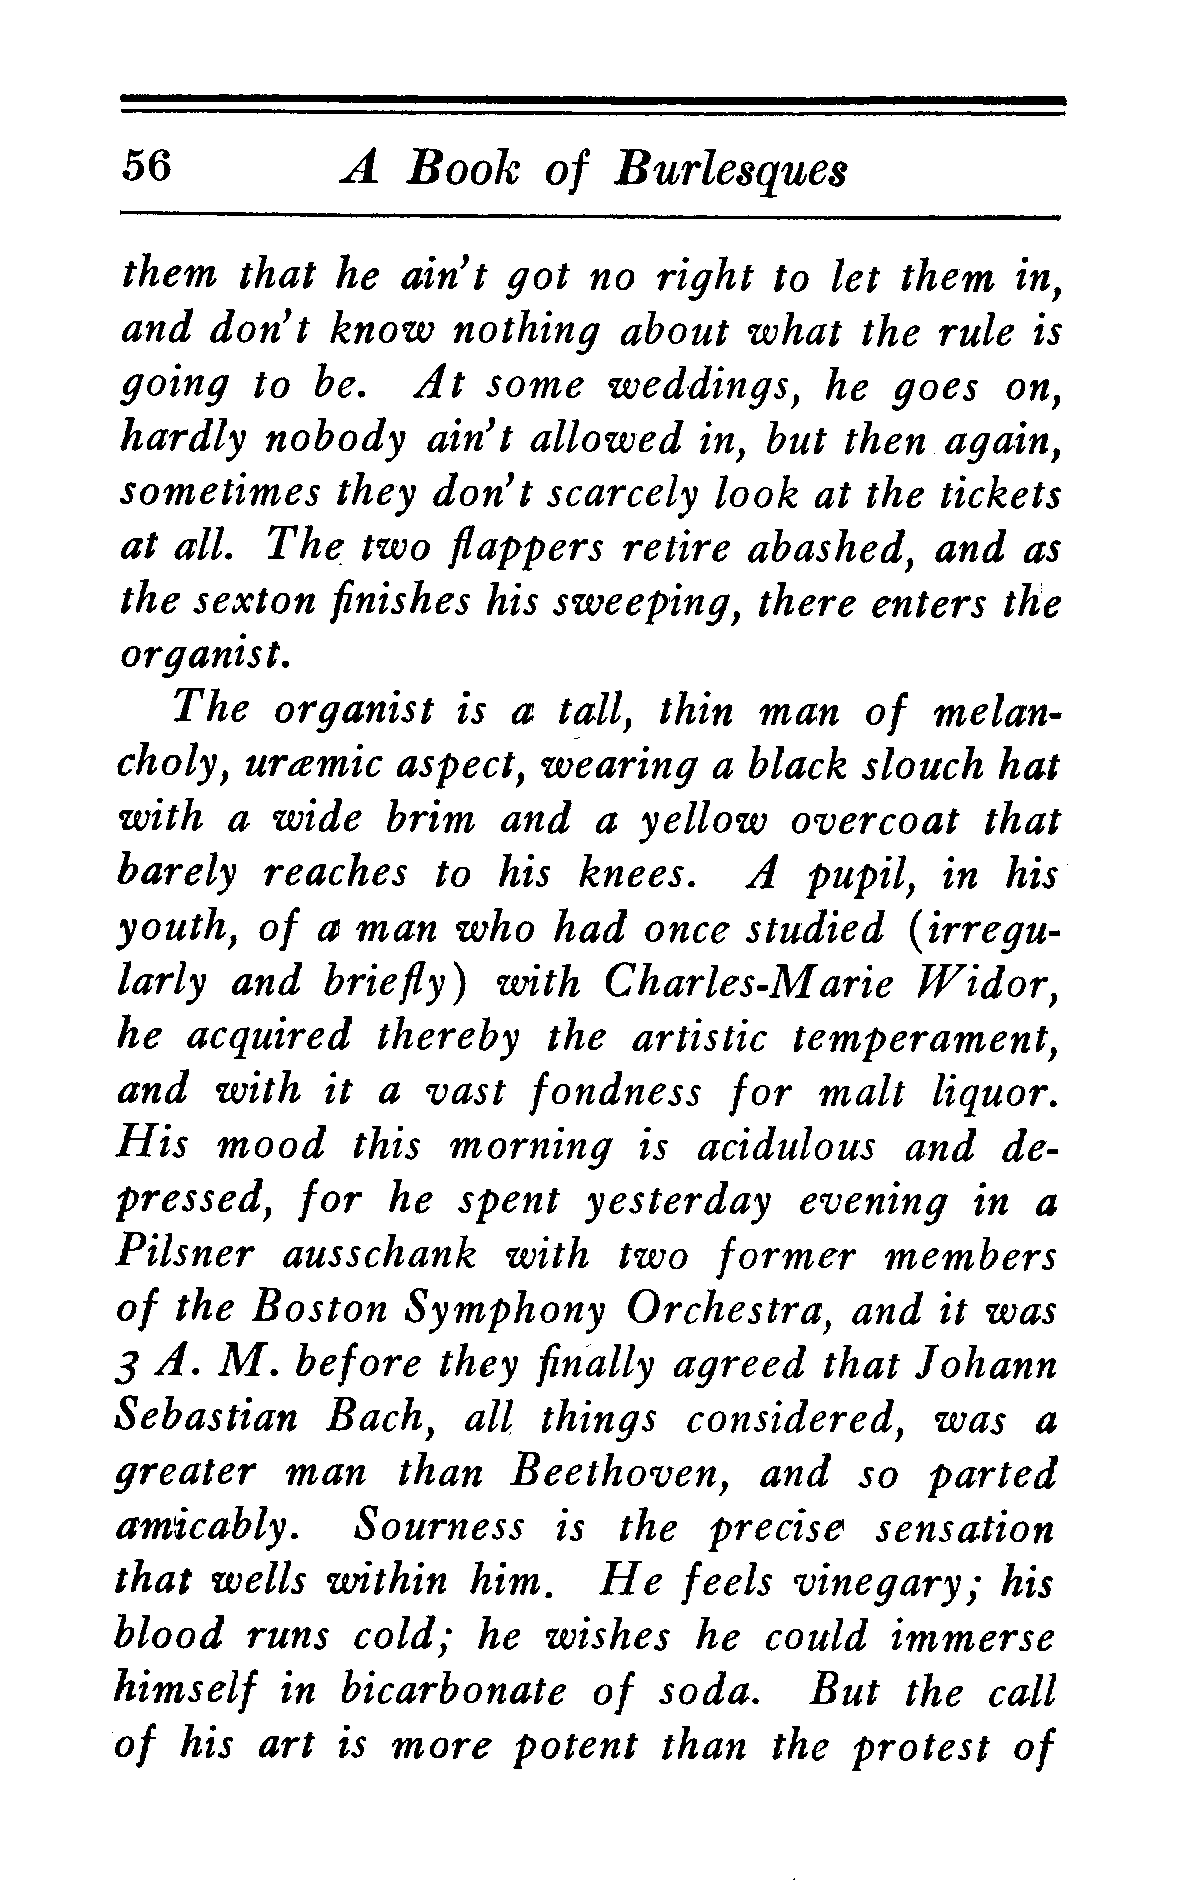 56 A Book of Burlesques
them that he ain't got no right to let them in,
and don't know nothing about what the rule is
going to be. At some weddings, he goes on,
hardly nobody ain't allowed in, but then again,
sometimes they don't scarcely look at the tickets
at all. The two flappers retire abashed, and as
the sexton finishes his sweeping, there enters the
organist.
The organist is a tall, thin man of melan-
choly, uræmic aspect, wearing a black slouch hat
with a wide brim and a yellow overcoat that
barely reaches to his knees. A pupil, in his
youth, of a man who had once studied (irregu-
larly and briefly) with Charles-Marie Widor,
he acquired thereby the artistic temperament,
and with it a vast fondness for malt liquor.
His mood this morning is acidulous and de-
pressed, for he spent yesterday evening in a
Pilsner ausschank with two former members
of the Boston Symphony Orchestra, and it was
3 A. M. before they finally agreed that Johann
Sebastian Bach, all things considered, was a
greater man than Beethoven, and so parted
amicably. Sourness is the precise sensation
that wells within him. He feels vinegary; his
blood runs cold; he wishes he could immerse
himself in bicarbonate of soda. But the call
of his art is more potent than the protest of